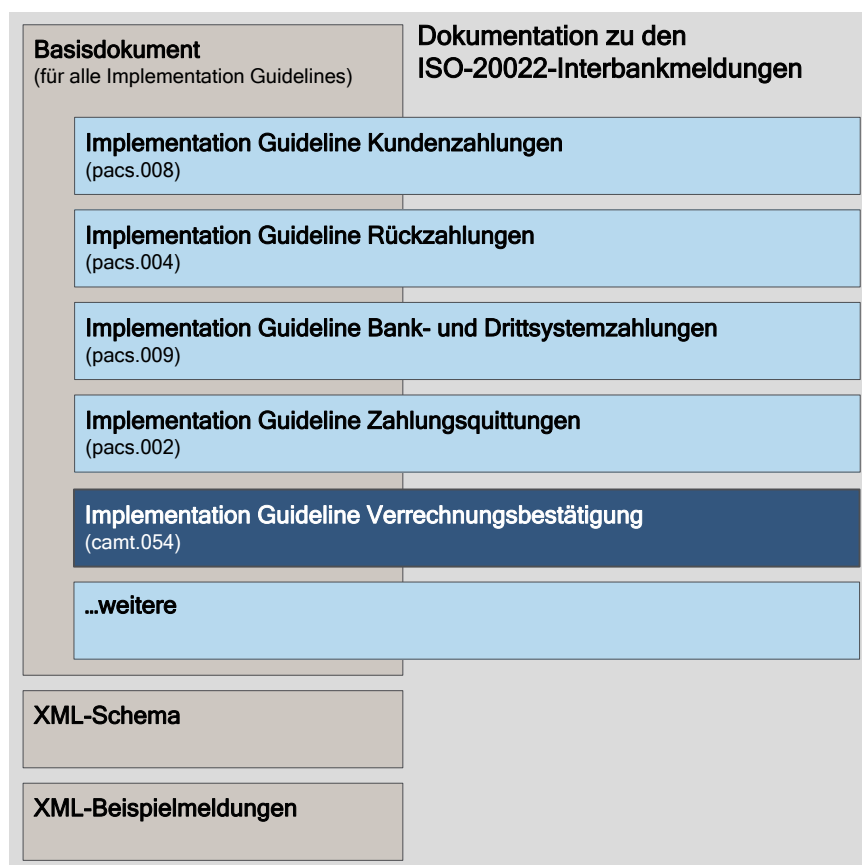 Basisdokument
(für alle Implementation Guidelines)
Dokumentation zu den
ISO-20022-Interbankmeldungen
Implementation Guideline Kundenzahlungen
(pacs.008)
Implementation Guideline Rückzahlungen
(pacs.004)
Implementation Guideline Bank- und Drittsystemzahlungen
(pacs.009)
Implementation Guideline Zahlungsquittungen
(pacs.002)
Implementation Guideline Verrechnungsbestätigung
(camt.054)
...weitere
XML-Schema
XML-Beispielmeldungen